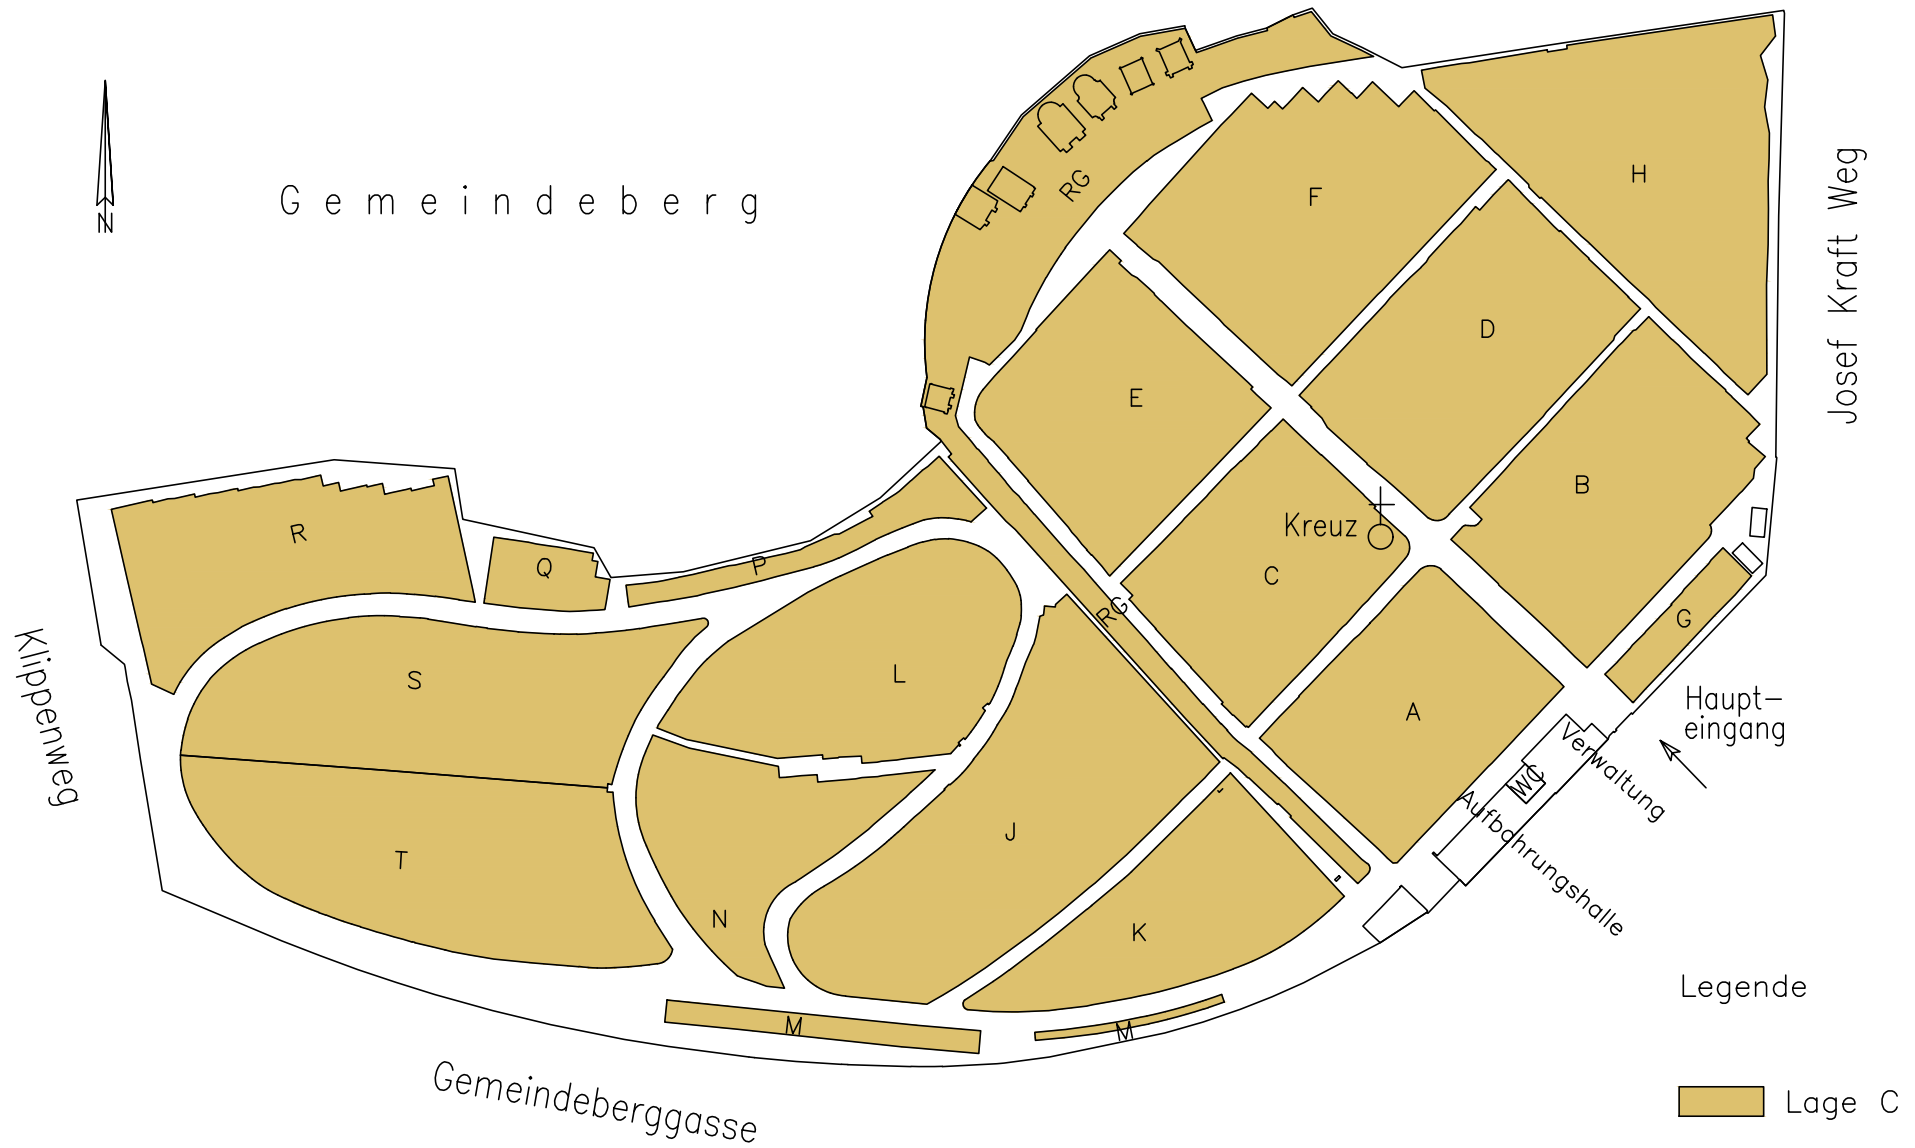 Gemeindeberg
N
RG
F
H
Josef Kraft Weg
D
E
B
Kreuz
C
R
Q
P
RG
G
S
L
A
Haupt-
eingang
Klippenweg
Verwaltung
WC
Aufbahrungshalle
T
J
N
K
Legende
M
M
Gemeindeberggasse
Lage C